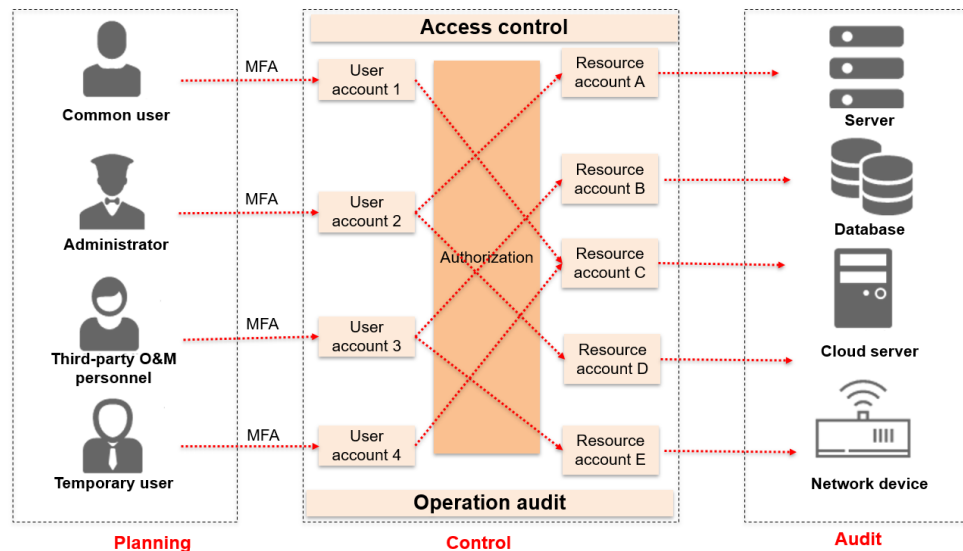 Access control
MFA
User
account 1
Resource
account A
Common user
Server
MFA
User
account 2
Resource
account B
Administrator
Database
Authorization
Resource
account C
MFA
User
account 3
Third-party O&M
personnel
Resource
account D
Cloud server
MFA
User
account 4
Resource
account E
Temporary user
Network device
Operation audit
Planning
Control
Audit